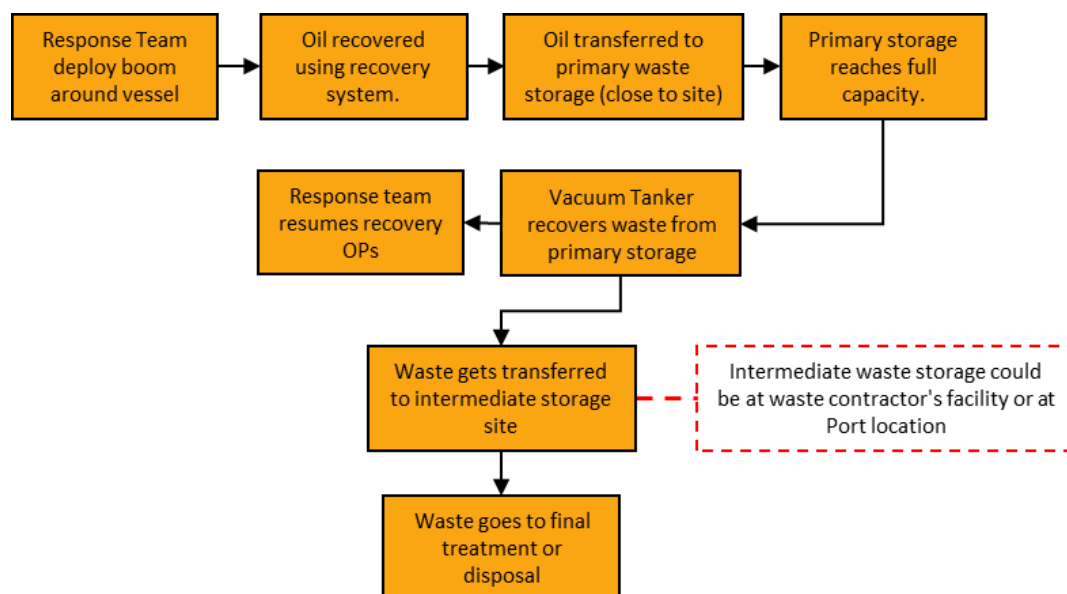 Response Team
deploy boom
around vessel
Oil recovered
using recovery
system.
Oil transferred to
primary waste
storage (close to site)
Primary storage
reaches full
capacity.
Response team
resumes recovery
OPs
Vacuum Tanker
recovers waste from
primary storage
Waste gets transferred
to intermediate storage
site
Intermediate waste storage could
be at waste contractor's facility or at
Port location
Waste goes to final
treatment or
disposal